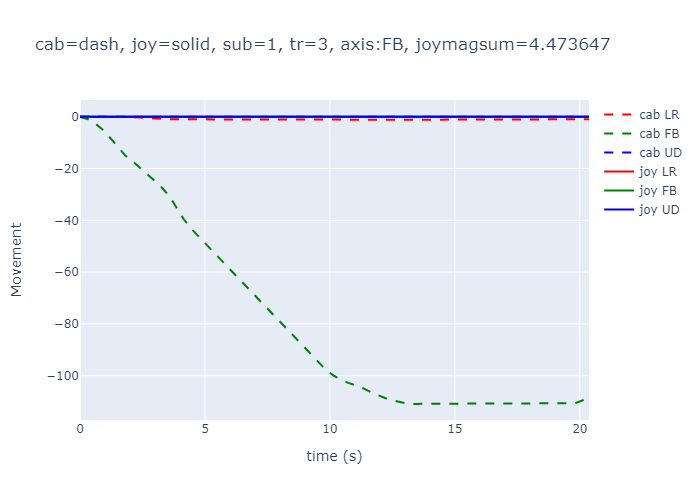 cab=dash, joy=solid, sub=1, tr=3, axis:FB, joymagsum=4.473647
cab LR
cab FB
cab UD
joy LR
joy FB
joy UD
0
−20
−40
−60
−80
−100
Movement
0 5 10 15 20
time (s)